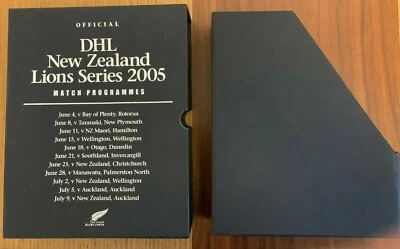 OFFICIAL
DHL
New Zealand
Lions Series 2005
MATCH PROGRAMMES
June 4, v Bay of Plenty, Rotorua
June 8, v Taranaki, New Plymouth
June 11, v NZ Maori, Hamilton
June 15, v Wellington, Wellington
June 18, v Otago, Dunedin
June 21, v Southland, Invercargill
June 25, v New Zealand, Christchurch
June 28, v Manawatu, Palmerston North
July 2, v New Zealand, Wellington
July 5, v Auckland, Auckland
July 9, v New Zealand, Auckland